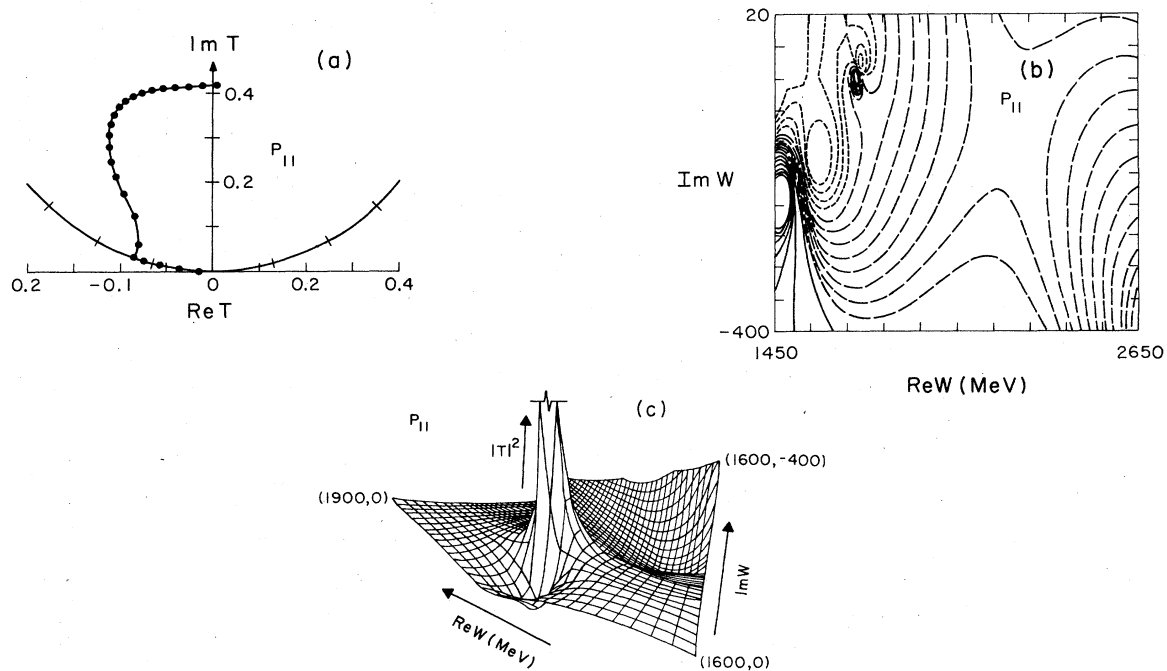 Im T
(a)
0.4
P₁₁
0.2
0.2
-0.1
0
0.2
0.4
Re T
20
(b)
P₁₁
Im W
-400
1450
2650
Re W (MeV)
(c)
P₁₁
|T|²
(1600,-400)
(1900,0)
Im W
Re W (MeV)
(1600,0)